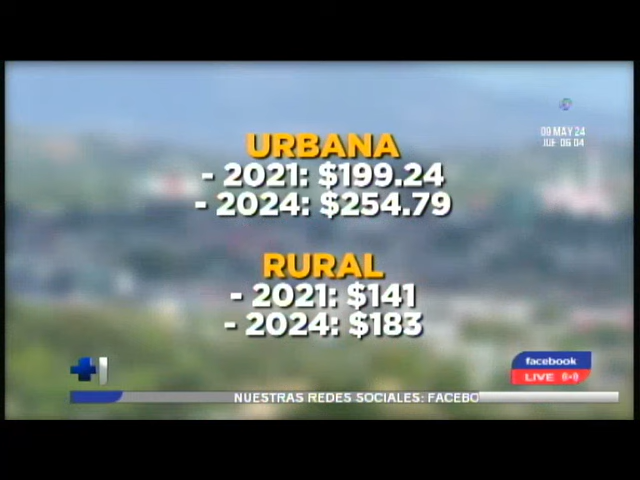 URBANA
- 2021: $199.24
- 2024: $254.79
RURAL
- 2021: $141
- 2024: $183
09 MAY 24
JUE 06 04
+1
facebook
LIVE
NUESTRAS REDES SOCIALES: FACEBO